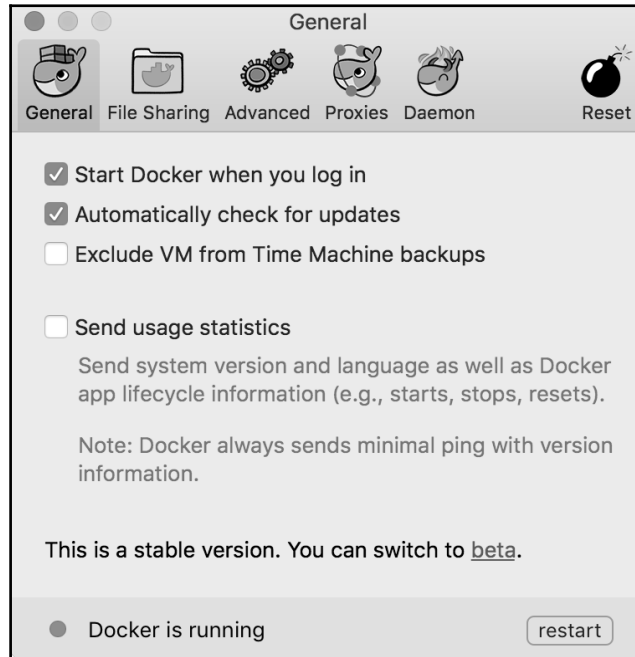 General
General File Sharing Advanced Proxies Daemon Reset
Start Docker when you log in
Automatically check for updates
Exclude VM from Time Machine backups
Send usage statistics
Send system version and language as well as Docker
app lifecycle information (e.g., starts, stops, resets).
Note: Docker always sends minimal ping with version
information.
This is a stable version. You can switch to beta.
Docker is running restart